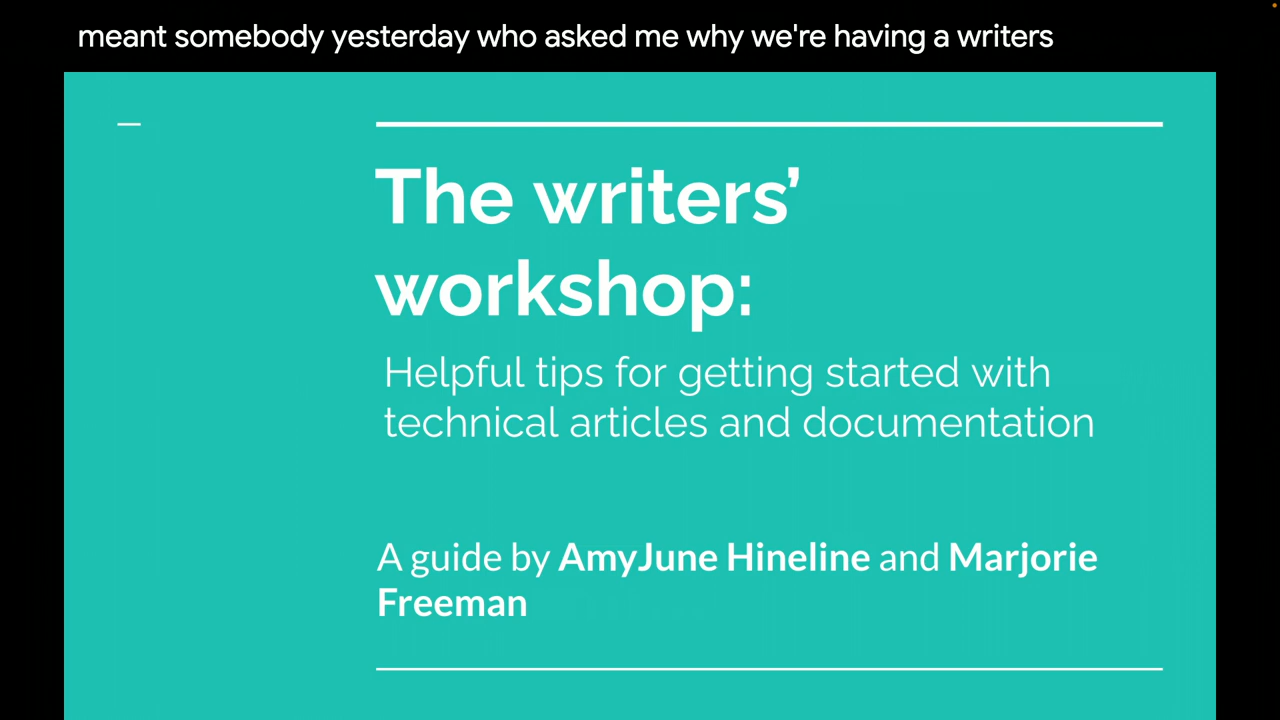 meant somebody yesterday who asked me why we're having a writers
The writers’
workshop:
Helpful tips for getting started with
technical articles and documentation
A guide by AmyJune Hineline and Marjorie
Freeman